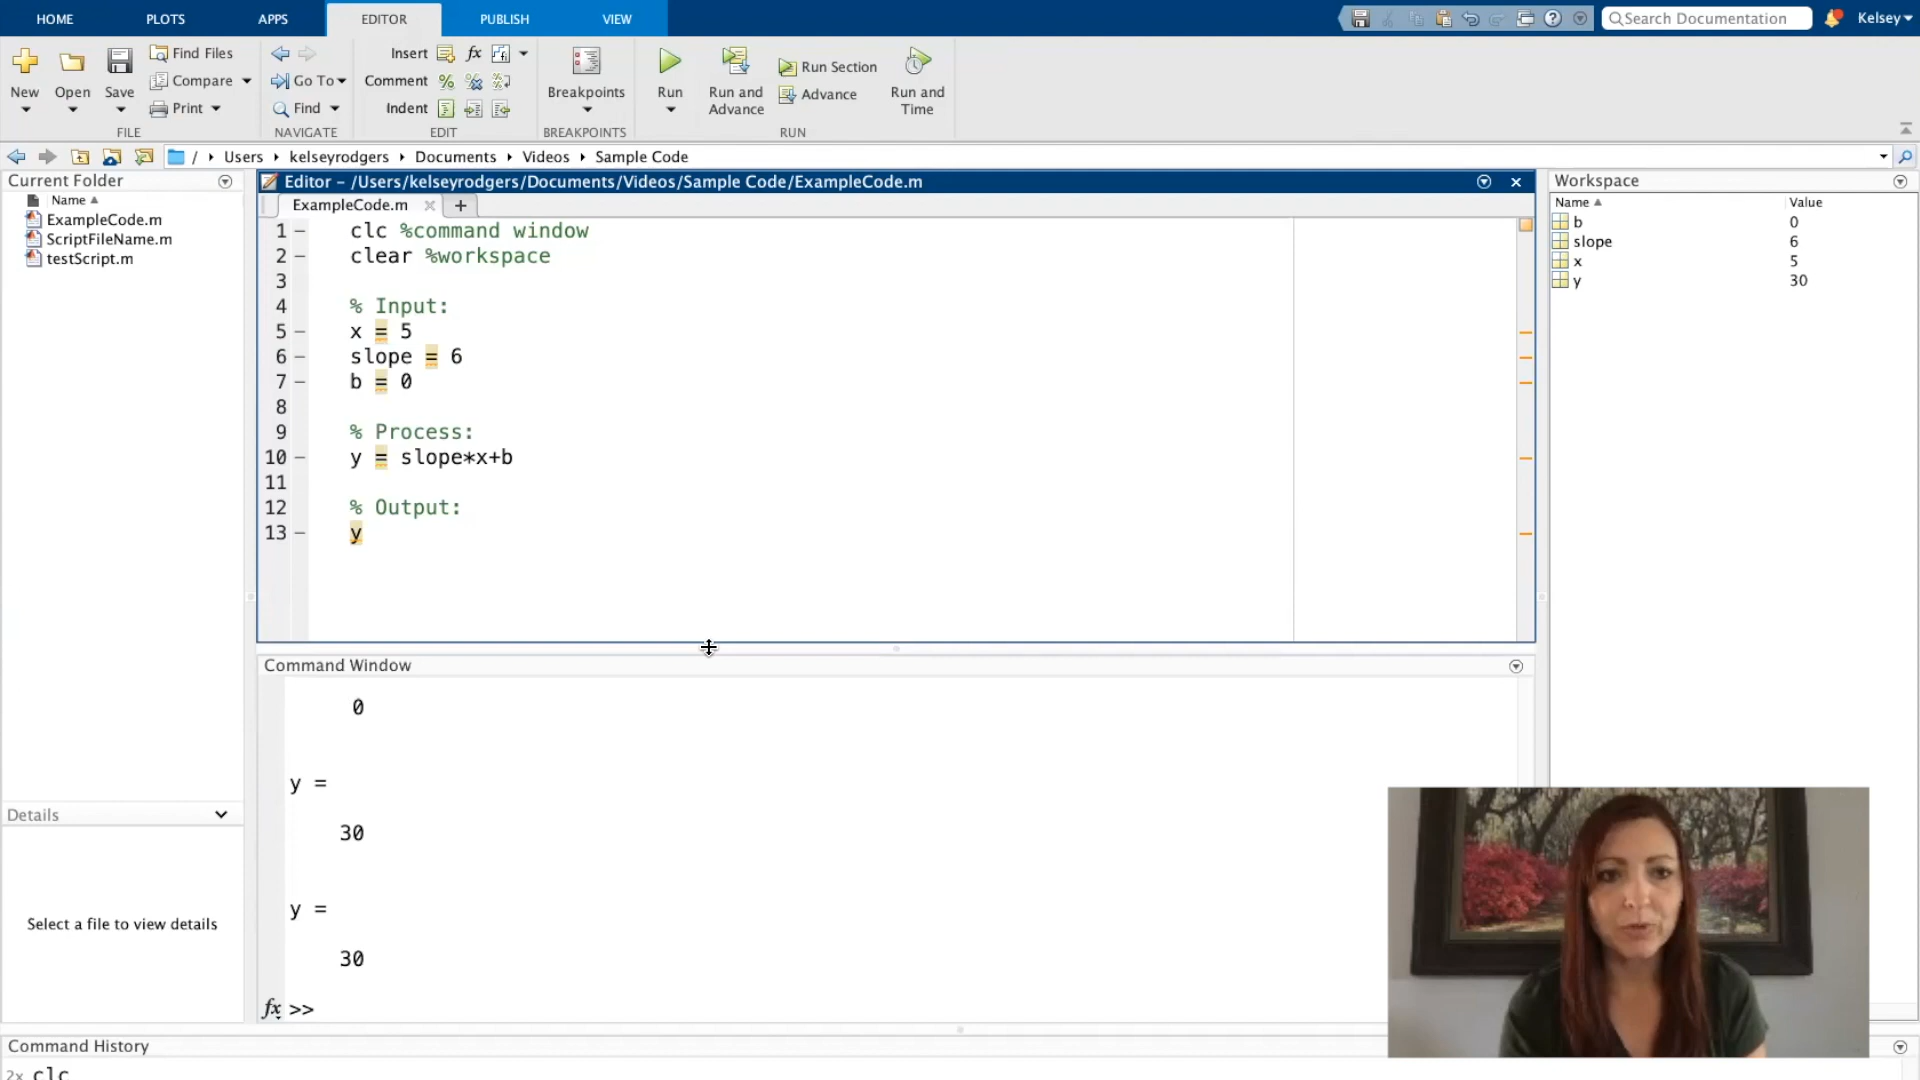 HOME PLOTS APPS EDITOR PUBLISH VIEW Search Documentation Kelsey
New Open Save Find Files Compare Print
Go To Find
Insert fx
Comment
Indent
Breakpoints
Run Run and Advance Run Section Advance Run and Time
FILE NAVIGATE EDIT BREAKPOINTS RUN
/ Users kelseyrodgers Documents Videos Sample Code
Current Folder
Name
ExampleCode.m
ScriptFileName.m
testScript.m
Details
Select a file to view details
Editor – /Users/kelseyrodgers/Documents/Videos/Sample Code/ExampleCode.m
ExampleCode.m × +
1 – clc %command window
2 – clear %workspace
3
4 % Input:
5 – x = 5
6 – slope = 6
7 – b = 0
8
9 % Process:
10 – y = slope*x+b
11
12 % Output:
13 – y
Command Window
0
y =
30
y =
30
fx >>
Workspace
Name Value
b 0
slope 6
x 5
y 30
Command History
2x clc